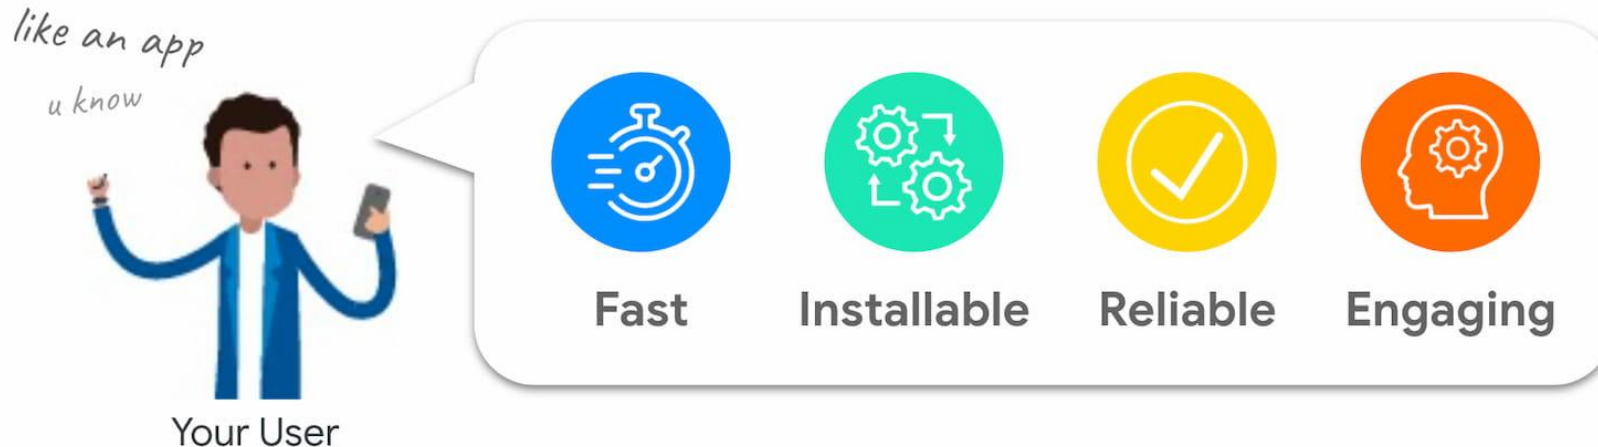 like an app
u know
Fast Installable Reliable Engaging
Your User